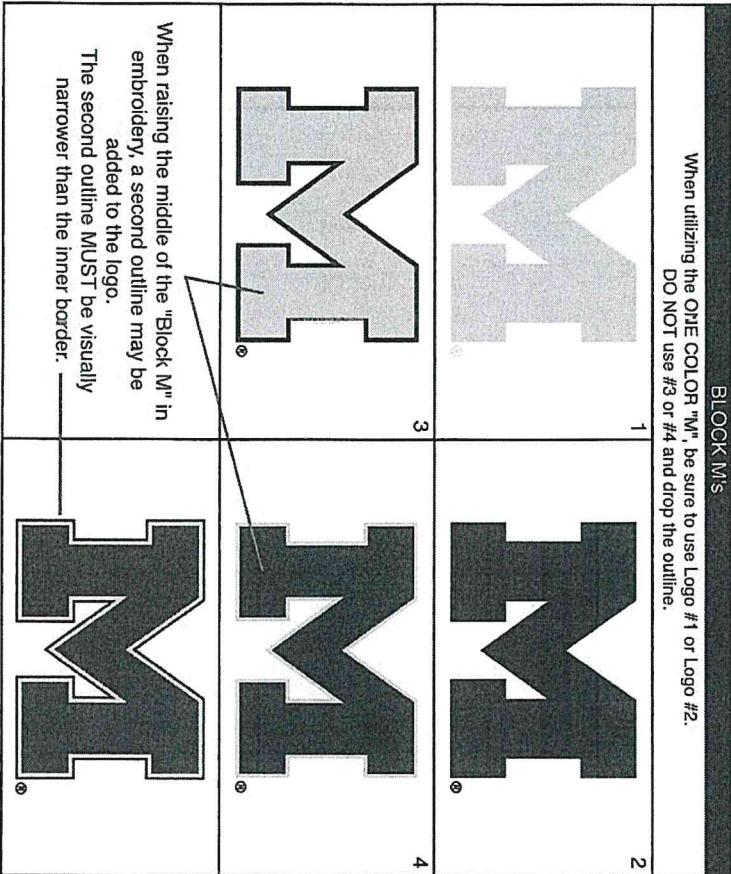 BLOCK M's
When utilizing the ONE COLOR "M", be sure to use Logo #1 or Logo #2.
DO NOT use #3 or #4 and drop the outline.
1
M
®
2
M
®
3
M
®
4
M
®
When raising the middle of the "Block M" in
embroidery, a second outline may be
added to the logo.
The second outline MUST be visually
narrower than the inner border.
M
®